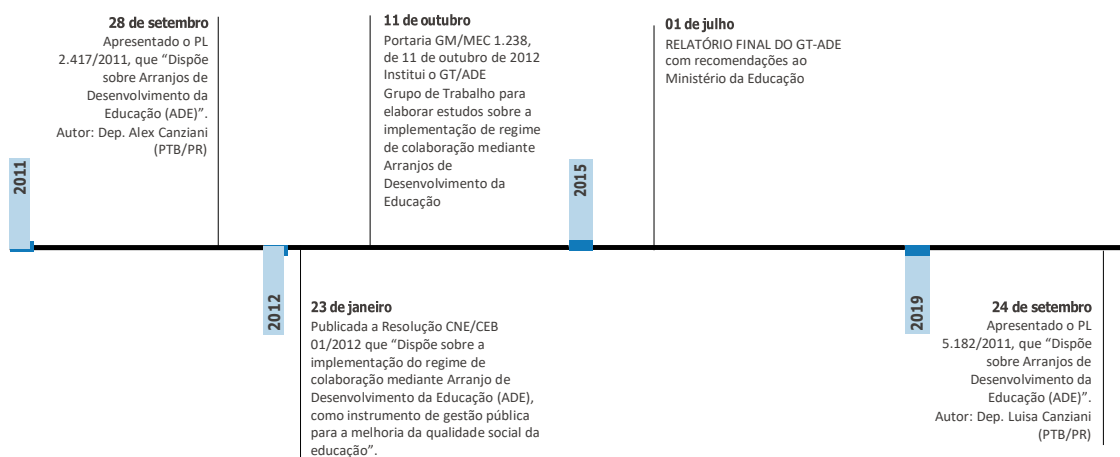 2011
28 de setembro
Apresentado o PL
2.417/2011, que “Dispõe
sobre Arranjos de
Desenvolvimento da
Educação (ADE)”.
Autor: Dep. Alex Canziani
(PTB/PR)
2012
23 de janeiro
Publicada a Resolução CNE/CEB
01/2012 que “Dispõe sobre a
implementação do regime de
colaboração mediante Arranjo de
Desenvolvimento da Educação (ADE),
como instrumento de gestão pública
para a melhoria da qualidade social da
educação”.
11 de outubro
Portaria GM/MEC 1.238,
de 11 de outubro de 2012
Institui o GT/ADE
Grupo de Trabalho para
elaborar estudos sobre a
implementação de regime
de colaboração mediante
Arranjos de
Desenvolvimento da
Educação
2015
01 de julho
RELATÓRIO FINAL DO GT-ADE
com recomendações ao
Ministério da Educação
2019
24 de setembro
Apresentado o PL
5.182/2011, que “Dispõe
sobre Arranjos de
Desenvolvimento da
Educação (ADE)”.
Autor: Dep. Luisa Canziani
(PTB/PR)